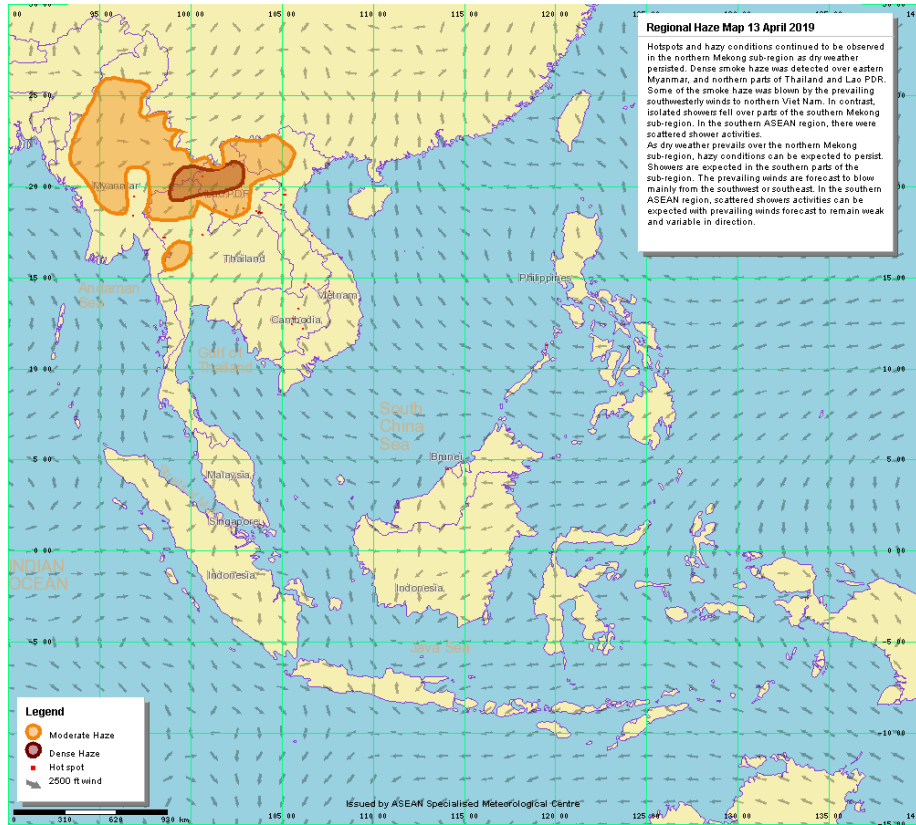 Regional Haze Map 13 April 2019
Hotspots and hazy conditions continued to be observed
in the northern Mekong sub-region as dry weather
persisted. Dense smoke haze was detected over eastern
Myanmar, and northern parts of Thailand and Lao PDR.
Some of the smoke haze was blown by the prevailing
southwesterly winds to northern Viet Nam. In contrast,
isolated showers fell over parts of the southern Mekong
sub-region. In the southern ASEAN region, there were
scattered shower activities.
As dry weather prevails over the northern Mekong
sub-region, hazy conditions can be expected to persist.
Showers are expected in the southern parts of the
sub-region. The prevailing winds are forecast to blow
mainly from the southwest or southeast. In the southern
ASEAN region, scattered showers activities can be
expected with prevailing winds forecast to remain weak
and variable in direction.
95 00
100 00
105 00
110 00
115 00
120 00
125 00
25 00
20 00
15 00
10 00
5 00
0 00
-5 00
-10 00
Myanmar
PDR
Thailand
Vietnam
Cambodia
Philippines
Andaman
Sea
Gulf of
Thailand
South
China
Sea
Brunei
Malaysia
Singapore
Indonesia
Indonesia
INDIAN
OCEAN
Java Sea
Legend
Moderate Haze
Dense Haze
Hot spot
2500 ft wind
0 310 620 930 km
105 00
110 00
115 00
120 00
125 00
130 00
135 00
Issued by ASEAN Specialised Meteorological Centre